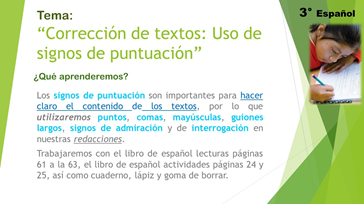 3° Español
Tema:
“Corrección de textos: Uso de
signos de puntuación”
¿Qué aprenderemos?
Los signos de puntuación son importantes para hacer
claro el contenido de los textos, por lo que
utilizaremos puntos, comas, mayúsculas, guiones
largos, signos de admiración y de interrogación en
nuestras redacciones.
Trabajaremos con el libro de español lecturas páginas
61 a la 63, el libro de español actividades páginas 24 y
25, así como cuaderno, lápiz y goma de borrar.